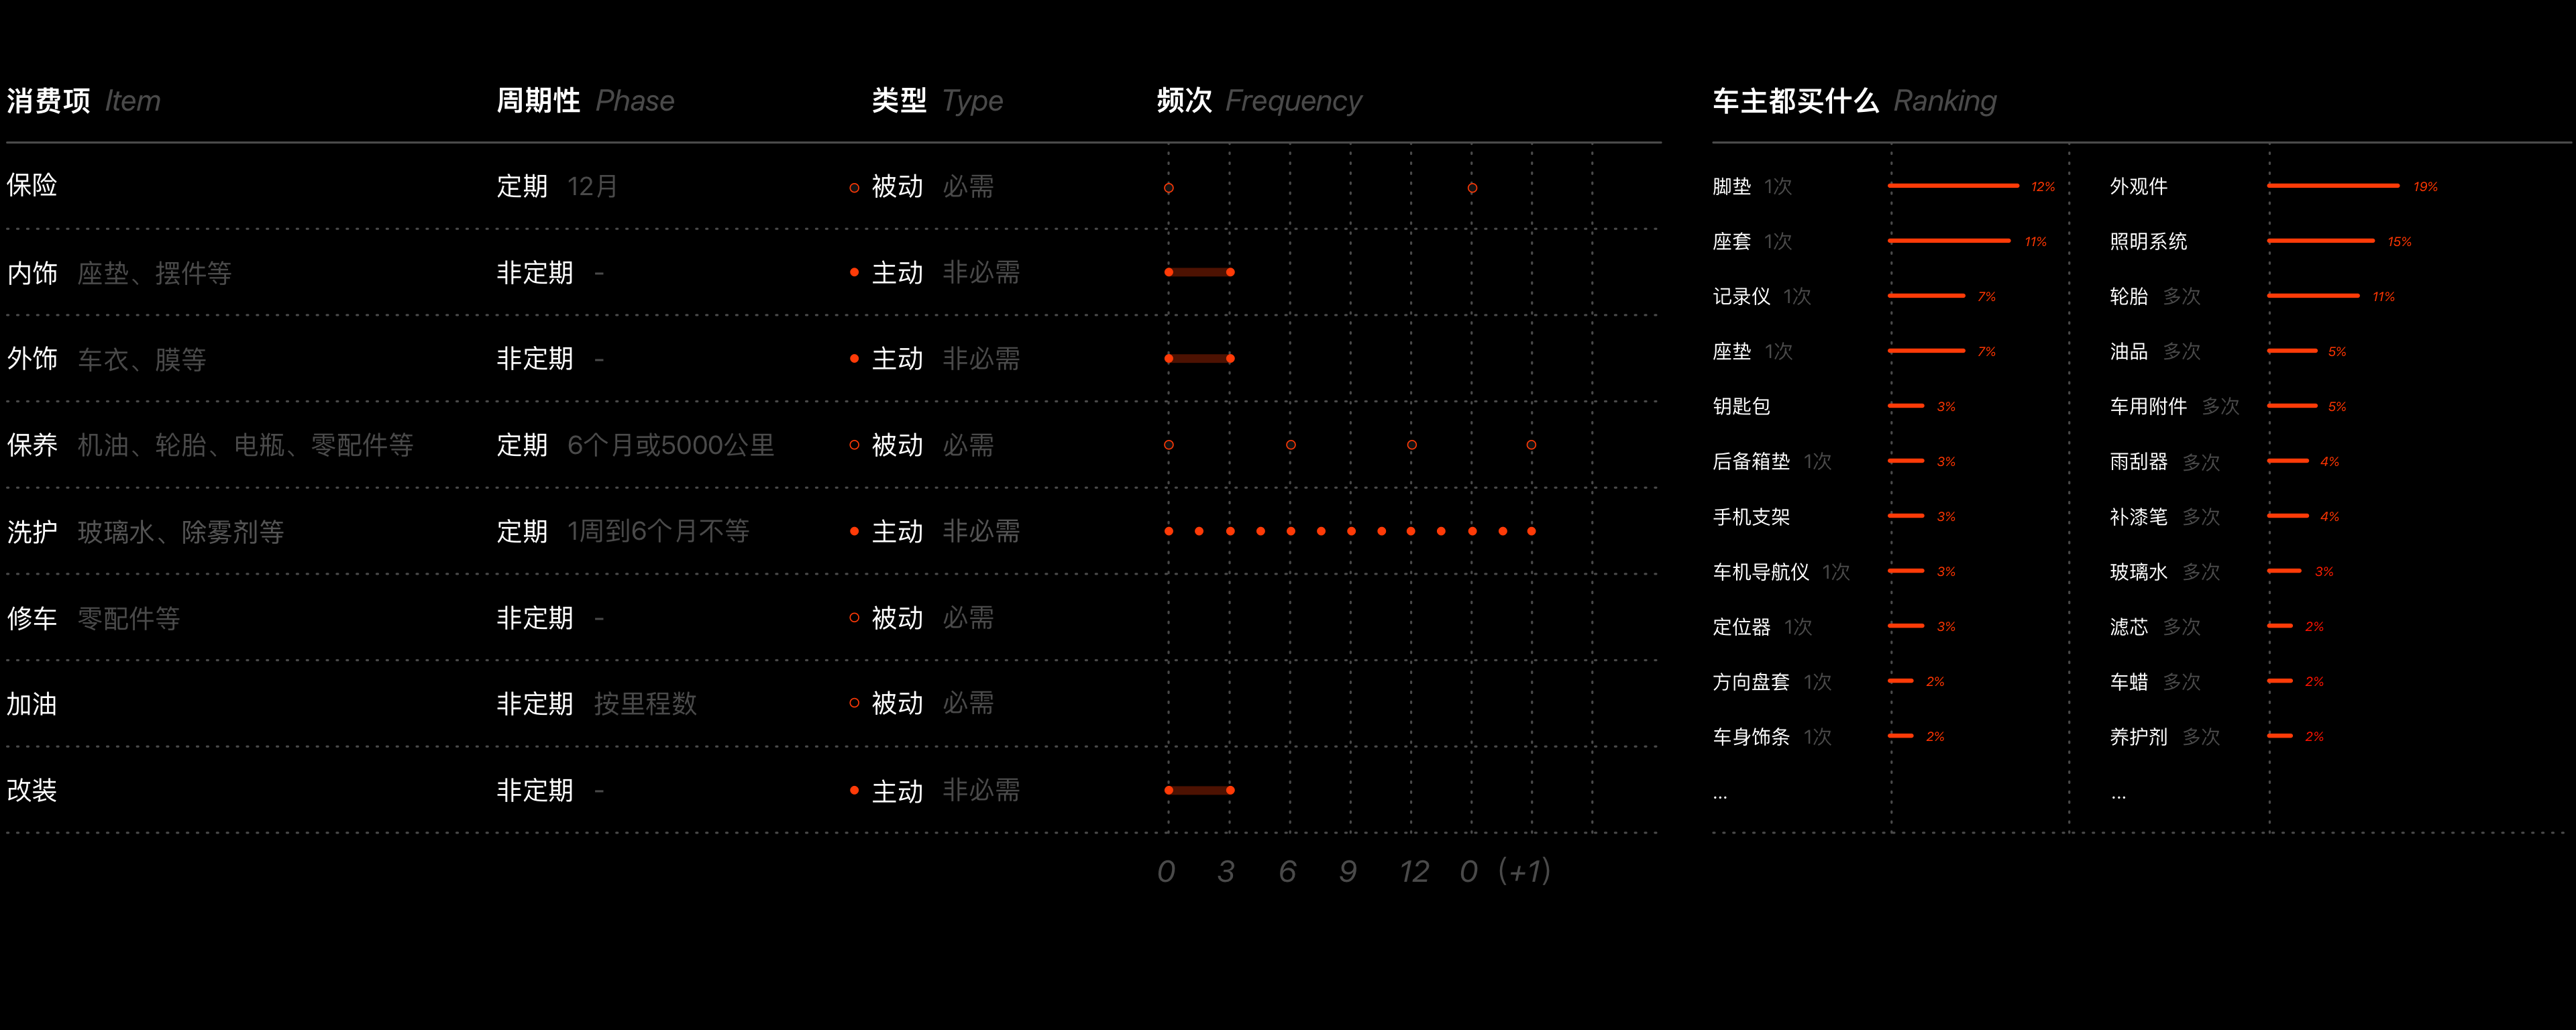 消费项 Item 周期性 Phase 类型 Type 频次 Frequency
保险 定期 12月 被动 必需
内饰 座垫、摆件等 非定期 - 主动 非必需
外饰 车衣、膜等 非定期 - 主动 非必需
保养 机油、轮胎、电瓶、零配件等 定期 6个月或5000公里 被动 必需
洗护 玻璃水、除雾剂等 定期 1周到6个月不等 主动 非必需
修车 零配件等 非定期 - 被动 必需
加油 非定期 按里程数 被动 必需
改装 非定期 - 主动 非必需
0 3 6 9 12 0 (+1)
车主都买什么 Ranking
脚垫 1次 12% 外观件 19%
座套 1次 11% 照明系统 15%
记录仪 1次 7% 轮胎 多次 11%
座垫 1次 7% 油品 多次 5%
钥匙包 3% 车用附件 多次 5%
后备箱垫 1次 3% 雨刮器 多次 4%
手机支架 3% 补漆笔 多次 4%
车机导航仪 1次 3% 玻璃水 多次 3%
定位器 1次 3% 滤芯 多次 2%
方向盘套 1次 2% 车蜡 多次 2%
车身饰条 1次 2% 养护剂 多次 2%
... ...